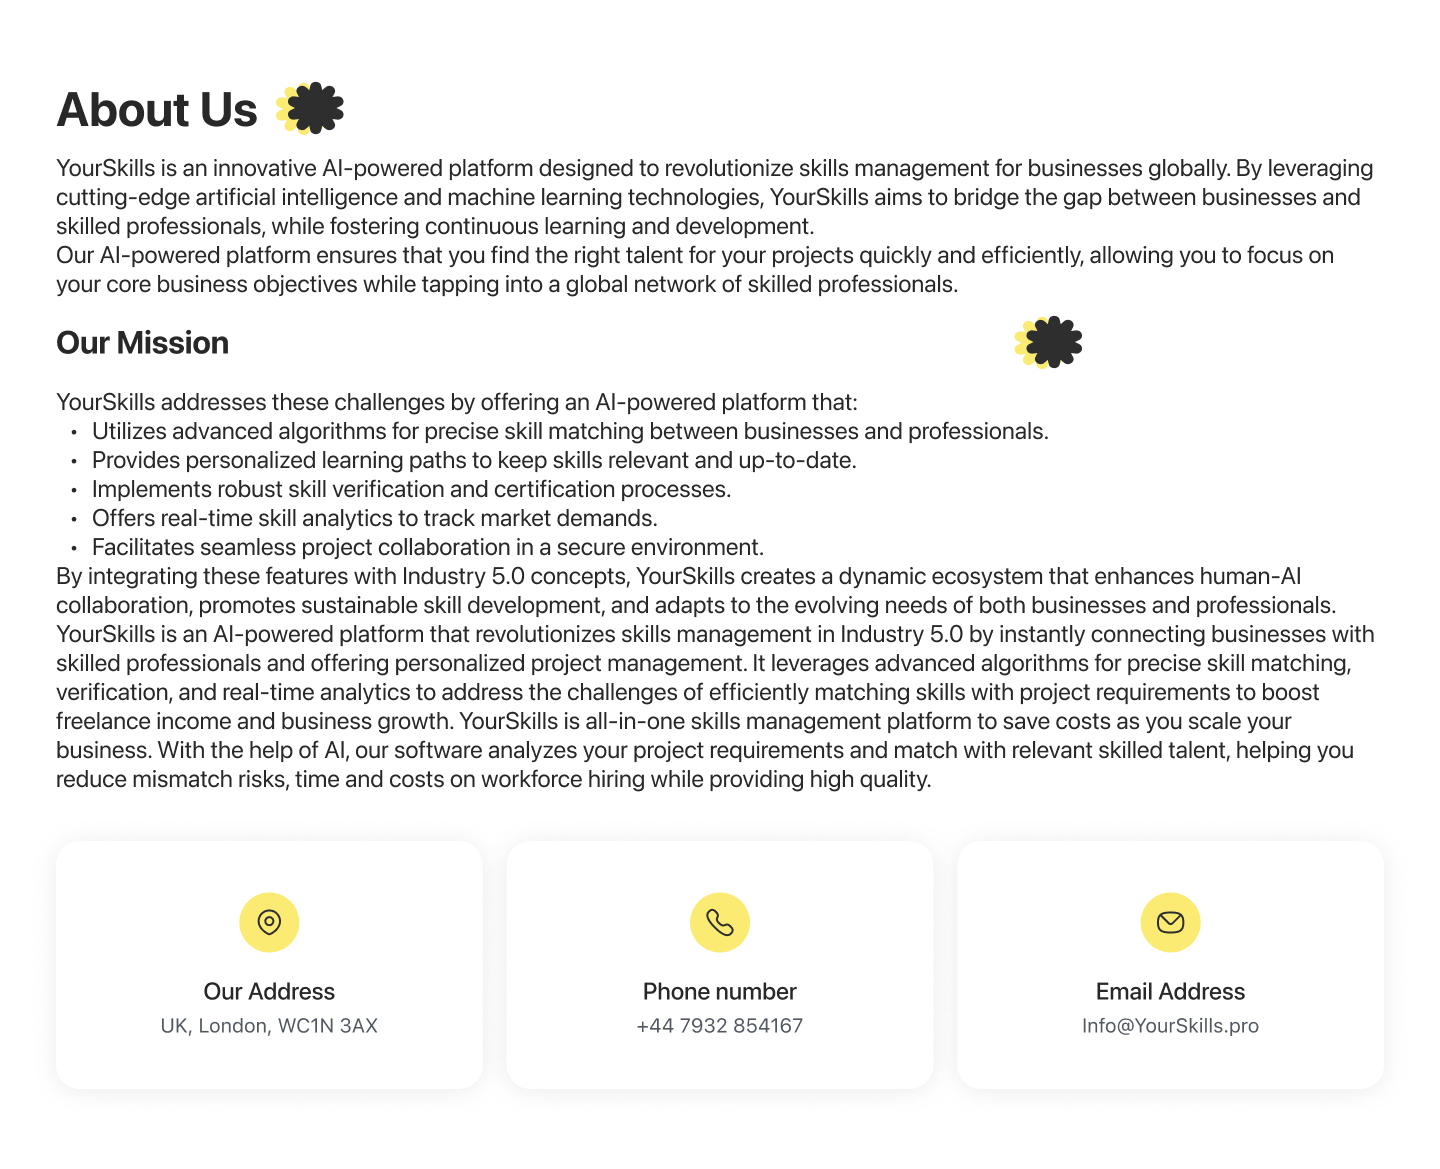 About Us
YourSkills is an innovative AI-powered platform designed to revolutionize skills management for businesses globally. By leveraging
cutting-edge artificial intelligence and machine learning technologies, YourSkills aims to bridge the gap between businesses and
skilled professionals, while fostering continuous learning and development.
Our AI-powered platform ensures that you find the right talent for your projects quickly and efficiently, allowing you to focus on
your core business objectives while tapping into a global network of skilled professionals.
Our Mission
YourSkills addresses these challenges by offering an AI-powered platform that:
• Utilizes advanced algorithms for precise skill matching between businesses and professionals.
• Provides personalized learning paths to keep skills relevant and up-to-date.
• Implements robust skill verification and certification processes.
• Offers real-time skill analytics to track market demands.
• Facilitates seamless project collaboration in a secure environment.
By integrating these features with Industry 5.0 concepts, YourSkills creates a dynamic ecosystem that enhances human-AI
collaboration, promotes sustainable skill development, and adapts to the evolving needs of both businesses and professionals.
YourSkills is an AI-powered platform that revolutionizes skills management in Industry 5.0 by instantly connecting businesses with
skilled professionals and offering personalized project management. It leverages advanced algorithms for precise skill matching,
verification, and real-time analytics to address the challenges of efficiently matching skills with project requirements to boost
freelance income and business growth. YourSkills is all-in-one skills management platform to save costs as you scale your
business. With the help of AI, our software analyzes your project requirements and match with relevant skilled talent, helping you
reduce mismatch risks, time and costs on workforce hiring while providing high quality.
Our Address
UK, London, WC1N 3AX
Phone number
+44 7932 854167
Email Address
Info@YourSkills.pro